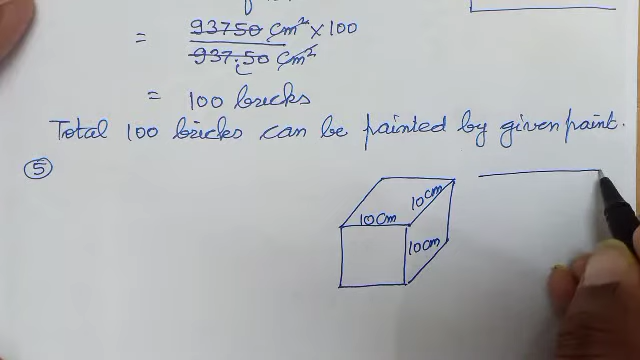 = 93750 cm² × 100
937.50 cm²
= 100 bricks
Total 100 bricks can be painted by given paint.
5
10cm
10cm
10cm